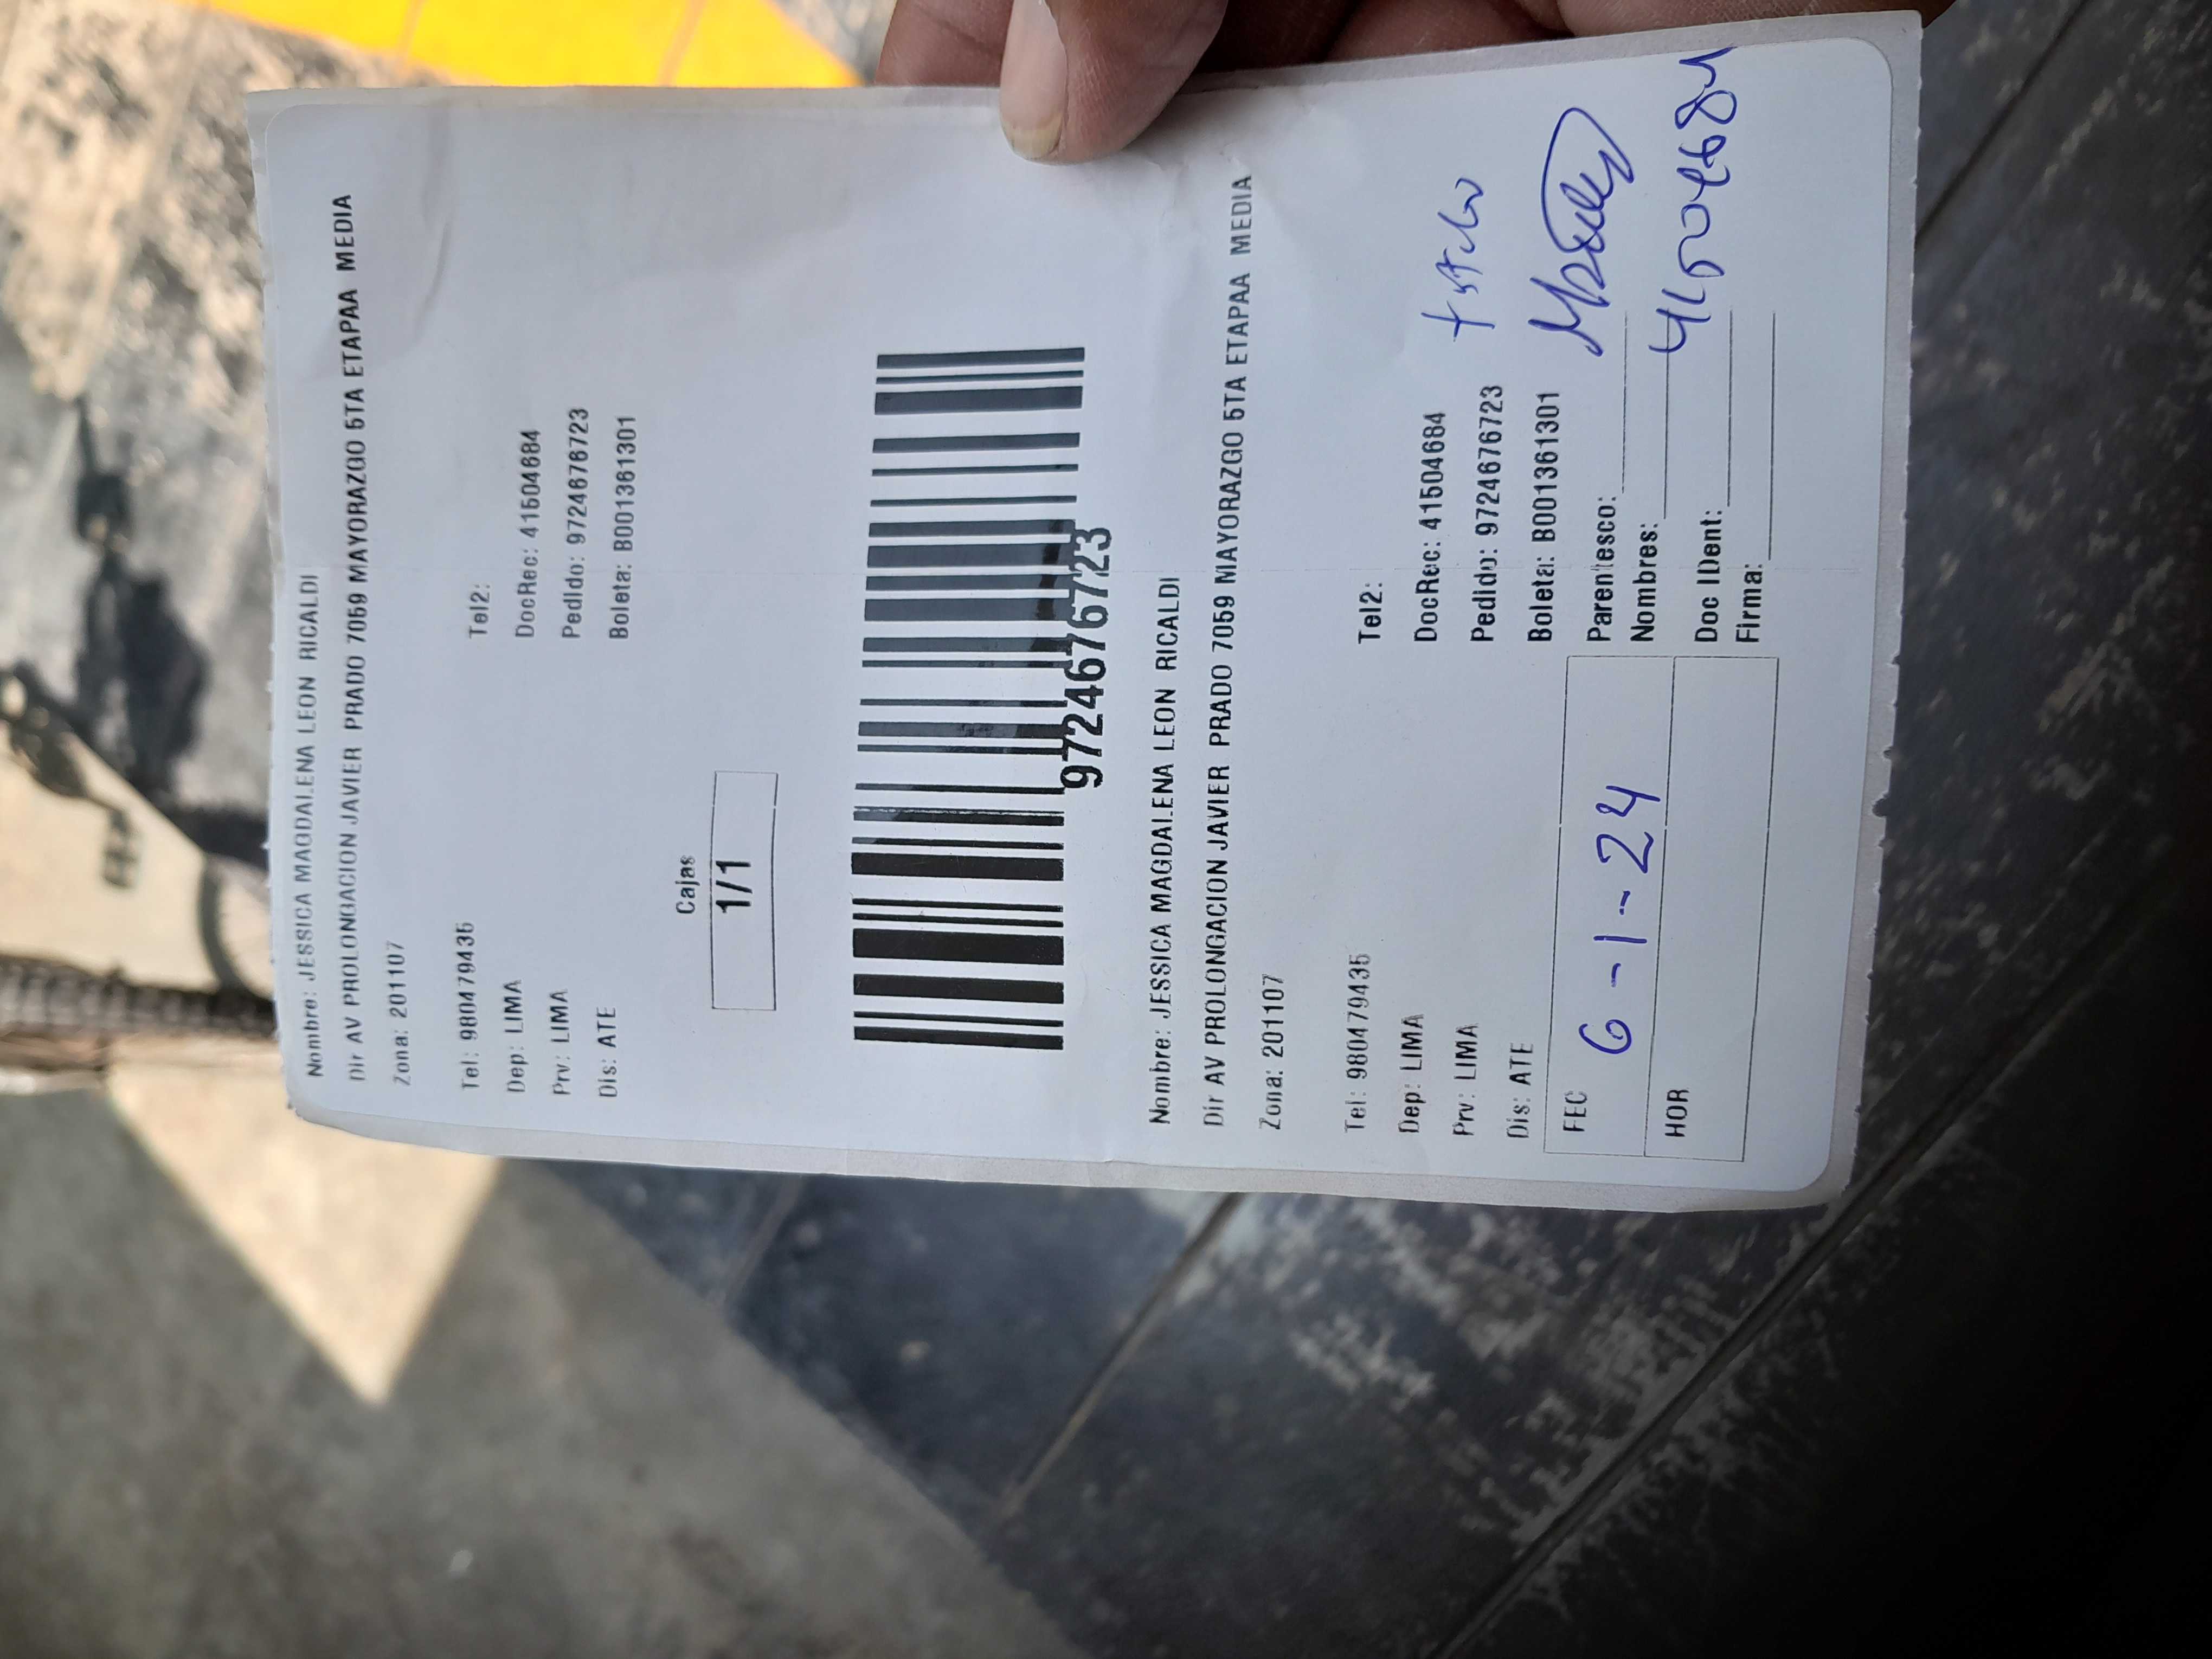 Nombre: JESSICA MAGDALENA LEON RICALDI
Dir AV PROLONGACION JAVIER PRADO 7059 MAYORAZGO 5TA ETAPAA MEDIA
Zona: 201107
Tel: 980479435 Tel2:
Dep: LIMA DocRec: 41504684
Prv: LIMA Pedido: 97246767​23
Dis: ATE Boleta: B001361301
Cajas
1/1
9724676723
Nombre: JESSICA MAGDALENA LEON RICALDI
Dir AV PROLONGACION JAVIER PRADO 7059 MAYORAZGO 5TA ETAPAA MEDIA
Zona: 201107
Tel: 980479435 Tel2:
Dep: LIMA DocRec: 41504684
Prv: LIMA Pedido: 9724676723
Dis: ATE Boleta: B001361301
FEC 6-1-24 Parentesco:
Nombres:
HOR Doc IDent: 41504684
Firma: